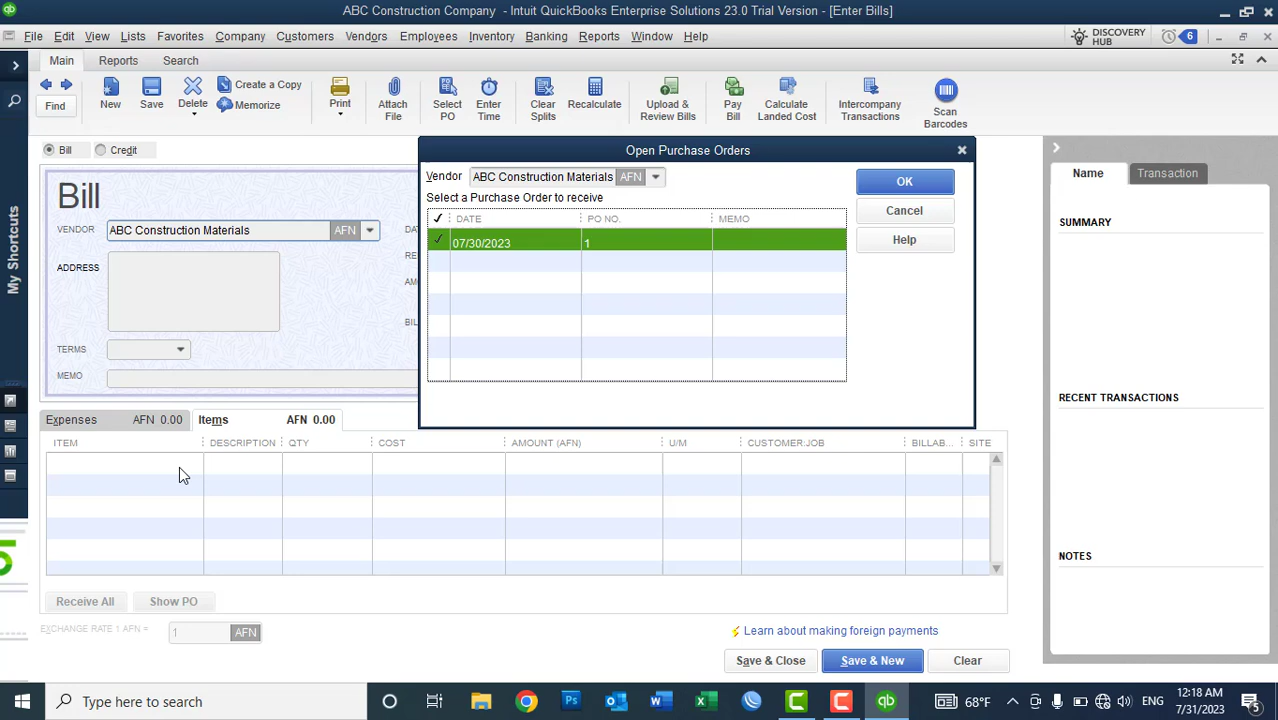 ABC Construction Company - Intuit QuickBooks Enterprise Solutions 23.0 Trial Version - [Enter Bills]
File Edit View Lists Favorites Company Customers Vendors Employees Inventory Banking Reports Window Help
DISCOVERY HUB 6
Main Reports Search
Find New Save Delete Create a Copy Memorize Print Attach File Select PO Enter Time Clear Splits Recalculate Upload & Review Bills Pay Bill Calculate Landed Cost Intercompany Transactions Scan Barcodes
Bill Credit
Open Purchase Orders
Vendor ABC Construction Materials AFN
Select a Purchase Order to receive
DATE PO NO. MEMO
07/30/2023 1
OK
Cancel
Help
Bill
VENDOR ABC Construction Materials AFN
DA
ADDRESS
RE
AM
BIL
TERMS
MEMO
Expenses AFN 0.00 Items AFN 0.00
ITEM DESCRIPTION QTY COST AMOUNT (AFN) U/M CUSTOMER:JOB BILLAB... SITE
Receive All Show PO
EXCHANGE RATE 1 AFN = 1 AFN
Learn about making foreign payments
Save & Close Save & New Clear
Name Transaction
SUMMARY
RECENT TRANSACTIONS
NOTES
My Shortcuts
Type here to search
68°F ENG 12:18 AM 7/31/2023 5